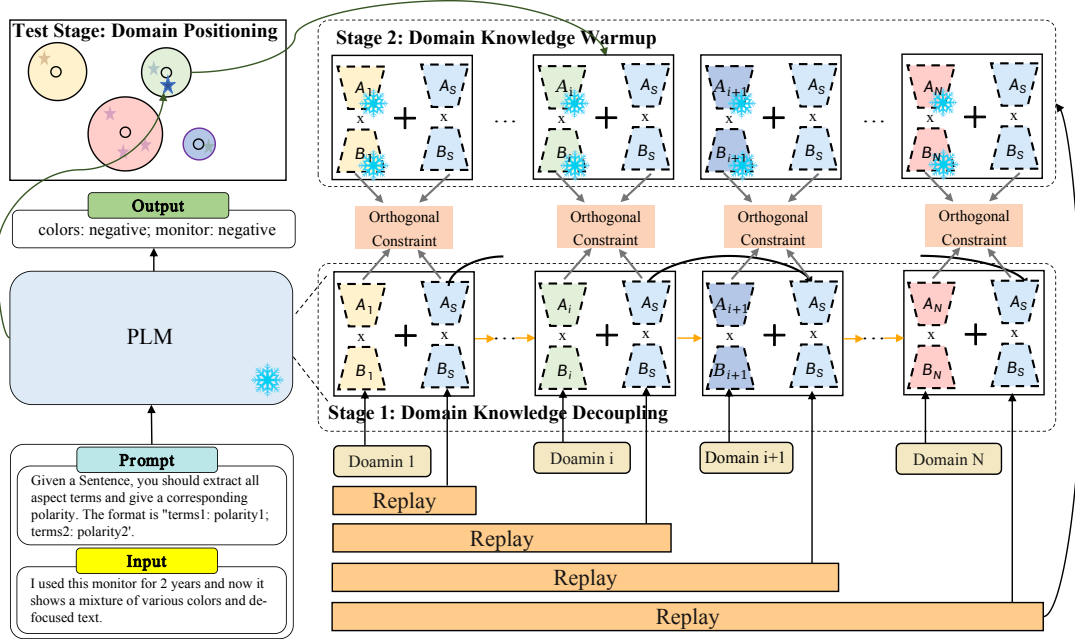 Test Stage: Domain Positioning
Output
colors: negative; monitor: negative
PLM
Prompt
Given a Sentence, you should extract all
aspect terms and give a corresponding
polarity. The format is "terms1: polarity1;
terms2: polarity2'.
Input
I used this monitor for 2 years and now it
shows a mixture of various colors and de-
focused text.
Stage 2: Domain Knowledge Warmup
A1 x B1 + AS x BS
...
Ai x Bi + AS x BS
Ai+1 x Bi+1 + AS x BS
...
AN x BN + AS x BS
Orthogonal
Constraint
Orthogonal
Constraint
Orthogonal
Constraint
Orthogonal
Constraint
A1 x B1 + AS x BS
...
Ai x Bi + AS x BS
Ai+1 x Bi+1 + AS x BS
...
AN x BN + AS x BS
Stage 1: Domain Knowledge Decoupling
Doamin 1
Doamin i
Domain i+1
Domain N
Replay
Replay
Replay
Replay